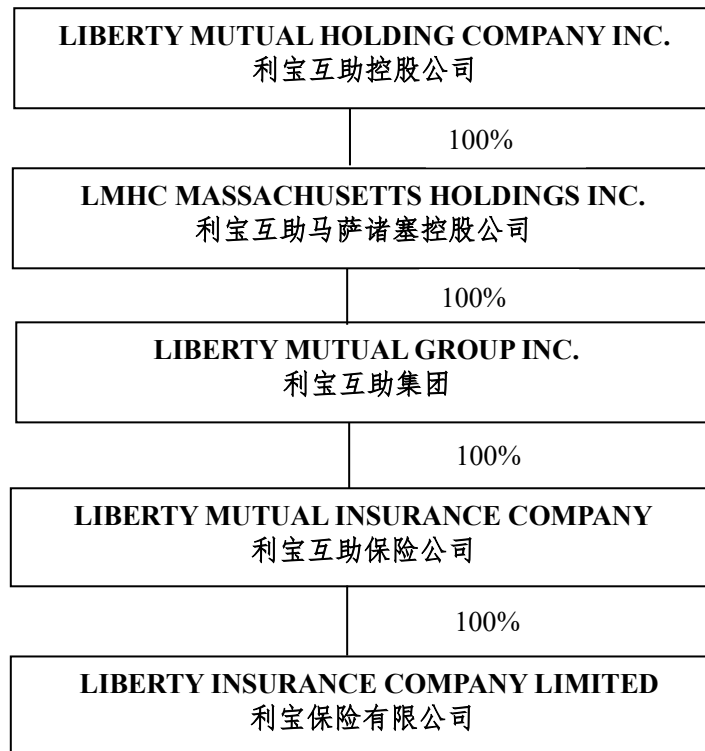 LIBERTY MUTUAL HOLDING COMPANY INC.
利宝互助控股公司
100%
LMHC MASSACHUSETTS HOLDINGS INC.
利宝互助马萨诸塞控股公司
100%
LIBERTY MUTUAL GROUP INC.
利宝互助集团
100%
LIBERTY MUTUAL INSURANCE COMPANY
利宝互助保险公司
100%
LIBERTY INSURANCE COMPANY LIMITED
利宝保险有限公司